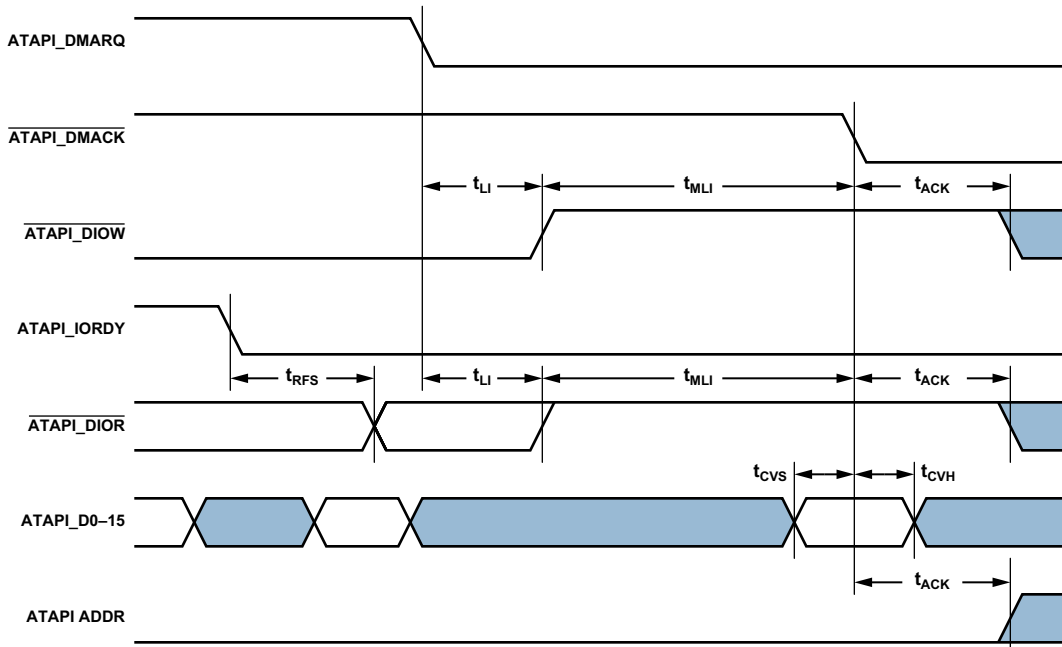 ATAPI_DMARQ
ATAPI_DMACK
tLI tMLI tACK
ATAPI_DIOW
ATAPI_IORDY
tRFS tLI tMLI tACK
ATAPI_DIOR
tCVS tCVH
ATAPI_D0–15
tACK
ATAPI ADDR